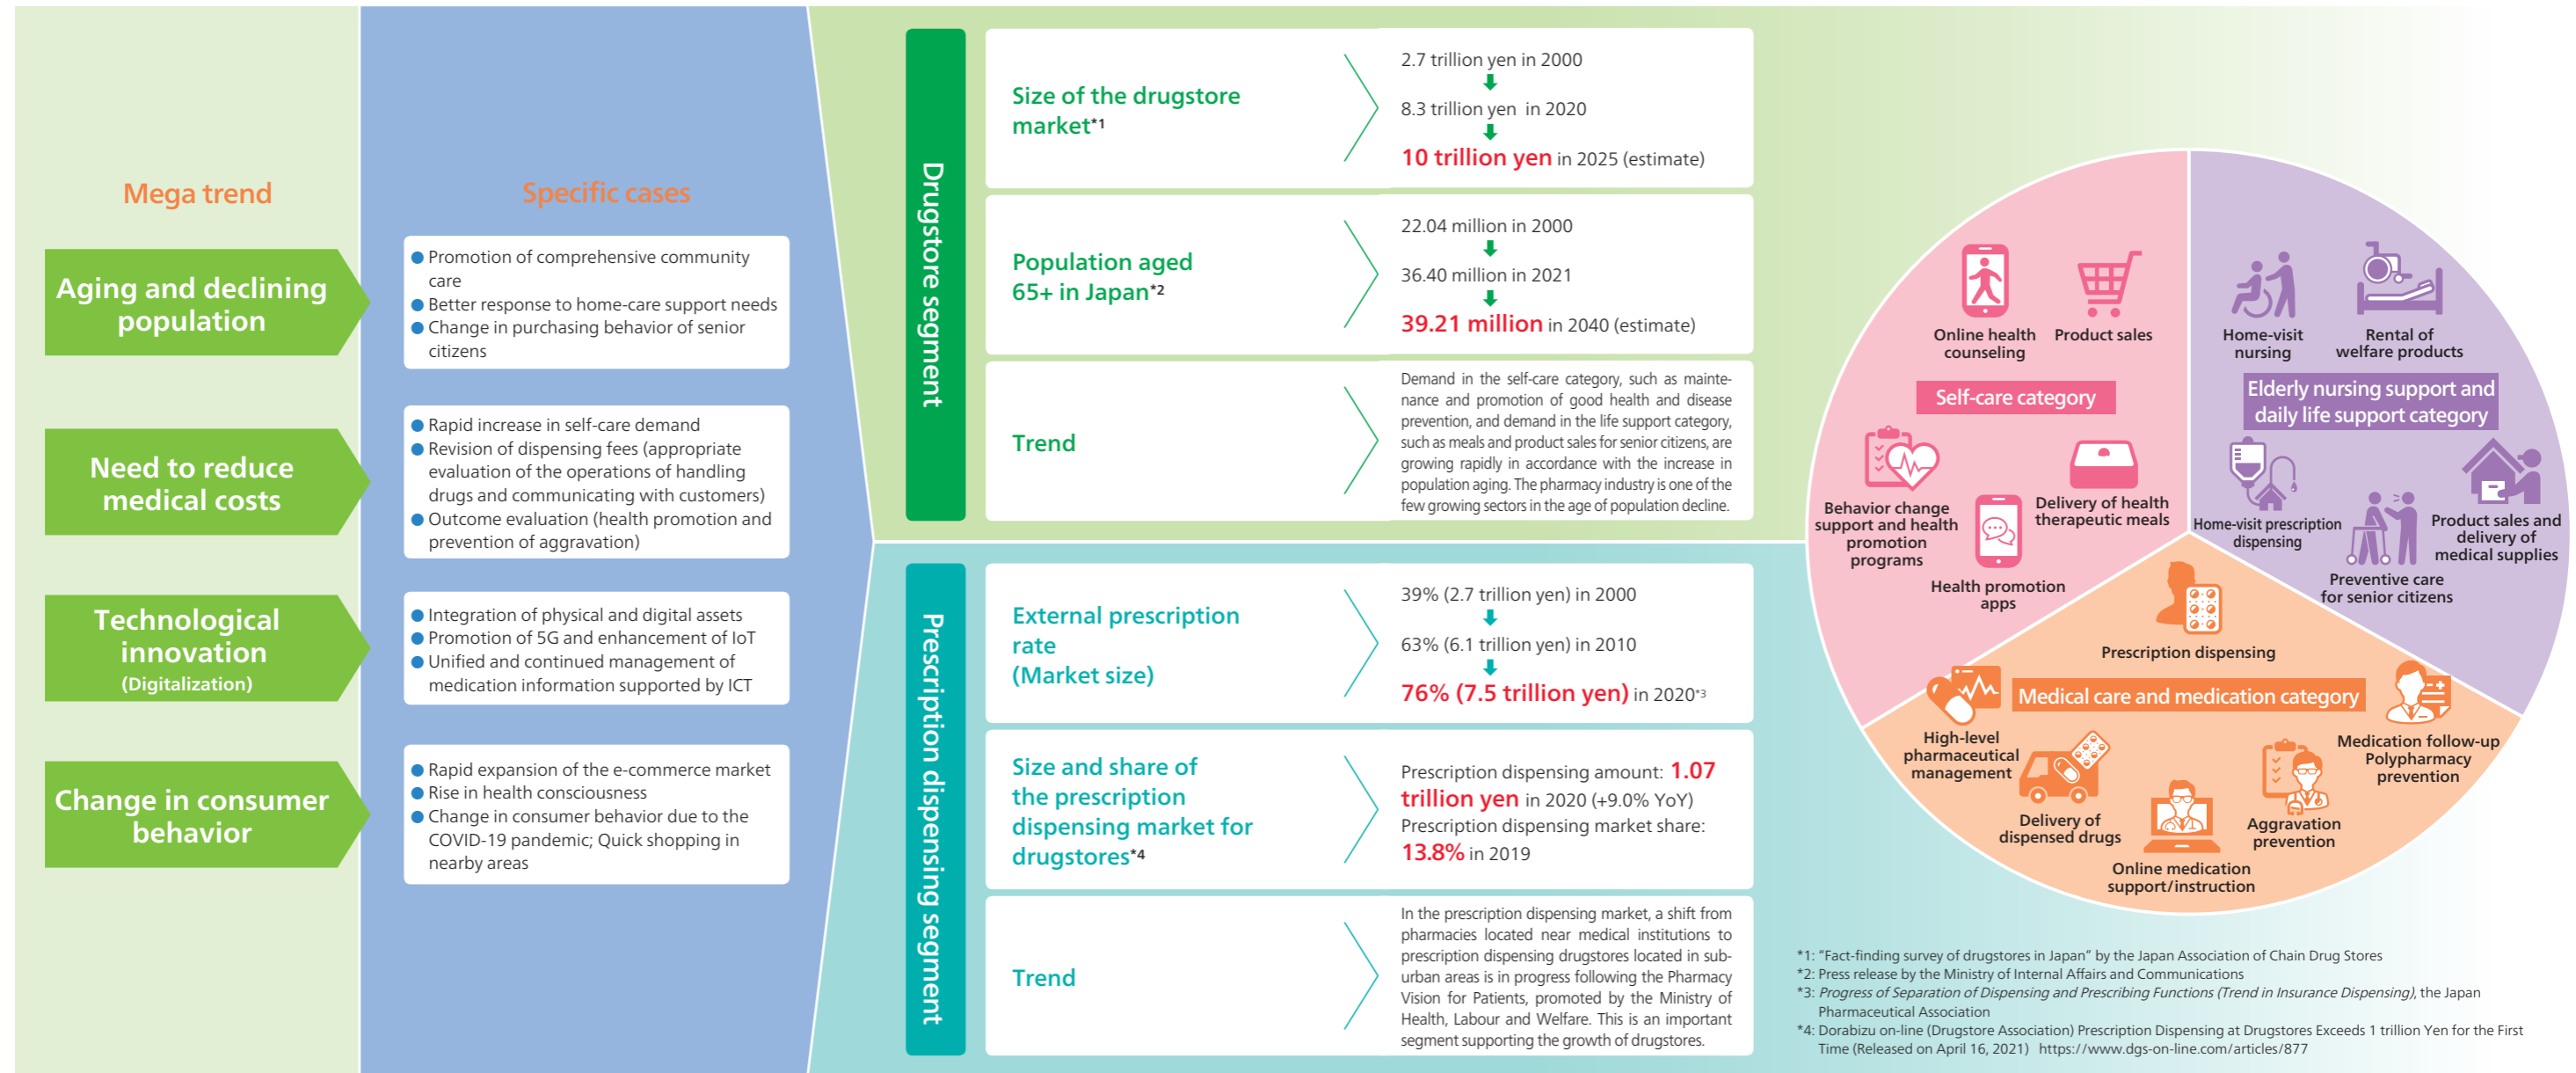 Mega trend
Aging and declining
population
Need to reduce
medical costs
Technological
innovation
(Digitalization)
Change in consumer
behavior
Specific cases
● Promotion of comprehensive community
care
● Better response to home-care support needs
● Change in purchasing behavior of senior
citizens
● Rapid increase in self-care demand
● Revision of dispensing fees (appropriate
evaluation of the operations of handling
drugs and communicating with customers)
● Outcome evaluation (health promotion and
prevention of aggravation)
● Integration of physical and digital assets
● Promotion of 5G and enhancement of IoT
● Unified and continued management of
medication information supported by ICT
● Rapid expansion of the e-commerce market
● Rise in health consciousness
● Change in consumer behavior due to the
COVID-19 pandemic; Quick shopping in
nearby areas
Drugstore segment
Size of the drugstore
market*1
2.7 trillion yen in 2000
8.3 trillion yen in 2020
10 trillion yen in 2025 (estimate)
Population aged
65+ in Japan*2
22.04 million in 2000
36.40 million in 2021
39.21 million in 2040 (estimate)
Trend
Demand in the self-care category, such as mainte-
nance and promotion of good health and disease
prevention, and demand in the life support category,
such as meals and product sales for senior citizens, are
growing rapidly in accordance with the increase in
population aging. The pharmacy industry is one of the
few growing sectors in the age of population decline.
Prescription dispensing segment
External prescription
rate
(Market size)
39% (2.7 trillion yen) in 2000
63% (6.1 trillion yen) in 2010
76% (7.5 trillion yen) in 2020*3
Size and share of
the prescription
dispensing market for
drugstores*4
Prescription dispensing amount: 1.07
trillion yen in 2020 (+9.0% YoY)
Prescription dispensing market share:
13.8% in 2019
Trend
In the prescription dispensing market, a shift from
pharmacies located near medical institutions to
prescription dispensing drugstores located in sub-
urban areas is in progress following the Pharmacy
Vision for Patients, promoted by the Ministry of
Health, Labour and Welfare. This is an important
segment supporting the growth of drugstores.
Online health
counseling
Product sales
Self-care category
Behavior change
support and health
promotion
programs
Delivery of health
therapeutic meals
Health promotion
apps
Home-visit
nursing
Rental of
welfare products
Elderly nursing support and
daily life support category
Home-visit prescription
dispensing
Product sales and
delivery of
medical supplies
Preventive care
for senior citizens
Prescription dispensing
Medical care and medication category
High-level
pharmaceutical
management
Delivery of
dispensed drugs
Online medication
support/instruction
Aggravation
prevention
Medication follow-up
Polypharmacy
prevention
*1: “Fact-finding survey of drugstores in Japan” by the Japan Association of Chain Drug Stores
*2: Press release by the Ministry of Internal Affairs and Communications
*3: Progress of Separation of Dispensing and Prescribing Functions (Trend in Insurance Dispensing), the Japan
Pharmaceutical Association
*4: Dorabizu on-line (Drugstore Association) Prescription Dispensing at Drugstores Exceeds 1 trillion Yen for the First
Time (Released on April 16, 2021) https://www.dgs-on-line.com/articles/877